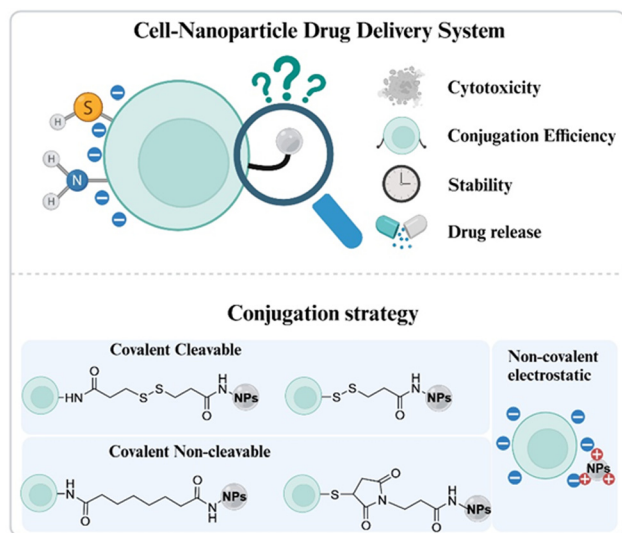 Cell-Nanoparticle Drug Delivery System
? ? ?
S
H
H
N
H
Cytotoxicity
Conjugation Efficiency
Stability
Drug release
Conjugation strategy
Covalent Cleavable
HN
O
S-S
O
H
N
NPs
S-S
O
H
N
NPs
Covalent Non-cleavable
H
N
O
O
N
H
NPs
S
O
N
O
O
H
N
NPs
Non-covalent
electrostatic
NPs